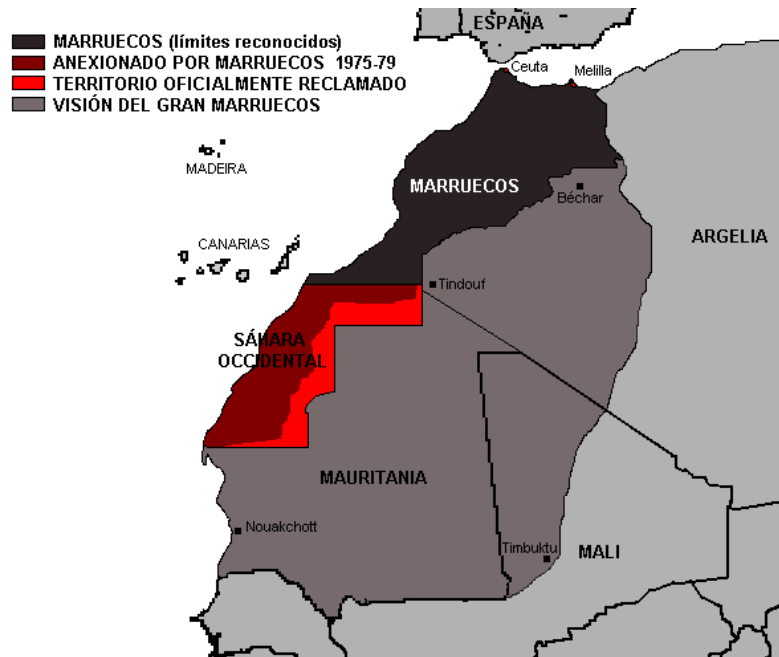 ESPAÑA
MARRUECOS (límites reconocidos)
ANEXIONADO POR MARRUECOS 1975-79
TERRITORIO OFICIALMENTE RECLAMADO
VISIÓN DEL GRAN MARRUECOS
Ceuta
Melilla
MADEIRA
MARRUECOS
Béchar
CANARIAS
ARGELIA
Tindouf
SÁHARA
OCCIDENTAL
MAURITANIA
Nouakchott
Timbuktu
MALI